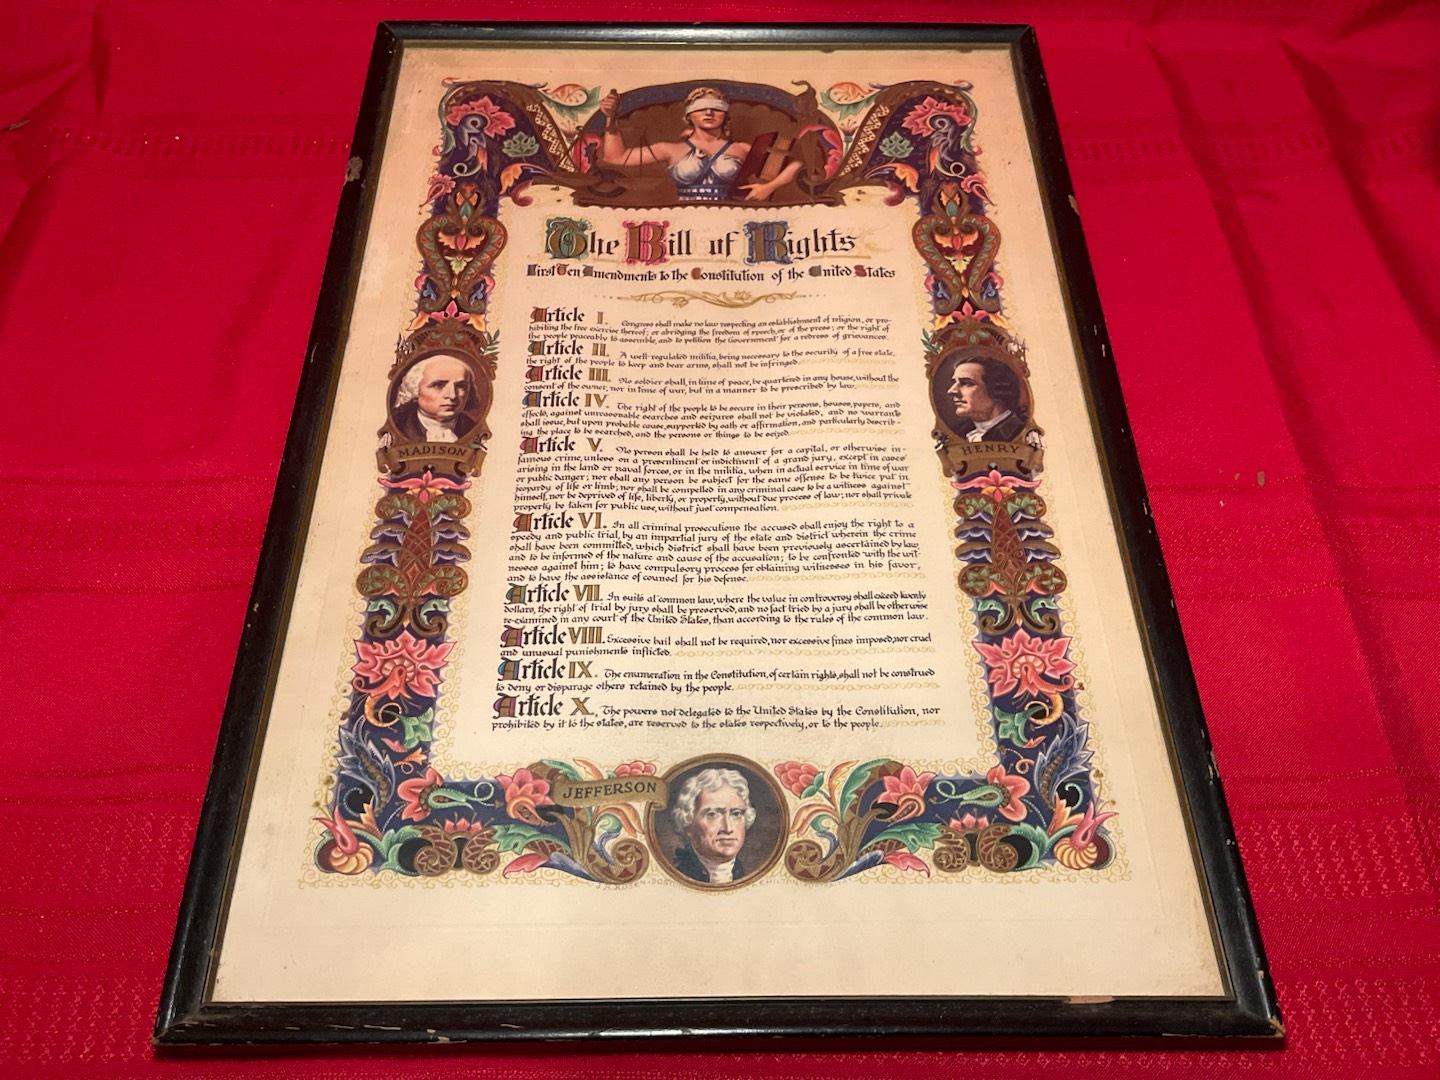 The Bill of Rights
First Ten Amendments to the Constitution of the United States
Article I. Congress shall make no law respecting an establishment of religion, or pro-
hibiting the free exercise thereof; or abridging the freedom of speech, or of the press; or the right of
the people peaceably to assemble, and to petition the Government for a redress of grievances.
Article II. A well-regulated militia, being necessary to the security of a free state,
the right of the people to keep and bear arms, shall not be infringed.
Article III. No soldier shall, in time of peace, be quartered in any house, without the
consent of the owner, nor in time of war, but in a manner to be prescribed by law.
Article IV. The right of the people to be secure in their persons, houses, papers, and
effects, against unreasonable searches and seizures shall not be violated, and no warrants
shall issue, but upon probable cause, supported by oath or affirmation, and particularly describ-
ing the place to be searched, and the persons or things to be seized.
MADISON
HENRY
Article V. No person shall be held to answer for a capital, or otherwise in-
famous crime, unless on a presentment or indictment of a grand jury, except in cases
arising in the land or naval forces, or in the militia, when in actual service in time of war
or public danger; nor shall any person be subject for the same offense to be twice put in
jeopardy of life or limb; nor shall be compelled in any criminal case to be a witness against
himself, nor be deprived of life, liberty, or property, without due process of law; nor shall private
property be taken for public use, without just compensation.
Article VI. In all criminal prosecutions the accused shall enjoy the right to a
speedy and public trial, by an impartial jury of the state and district wherein the crime
shall have been committed, which district shall have been previously ascertained by law,
and to be informed of the nature and cause of the accusation; to be confronted with the wit-
nesses against him; to have compulsory process for obtaining witnesses in his favor,
and to have the assistance of counsel for his defense.
Article VII. In suits at common law, where the value in controversy shall exceed twenty
dollars, the right of trial by jury shall be preserved, and no fact tried by a jury shall be otherwise
re-examined in any court of the United States, than according to the rules of the common law.
Article VIII. Excessive bail shall not be required, nor excessive fines imposed, nor cruel
and unusual punishments inflicted.
Article IX. The enumeration in the Constitution, of certain rights, shall not be construed
to deny or disparage others retained by the people.
Article X. The powers not delegated to the United States by the Constitution, nor
prohibited by it to the states, are reserved to the states respectively, or to the people.
JEFFERSON